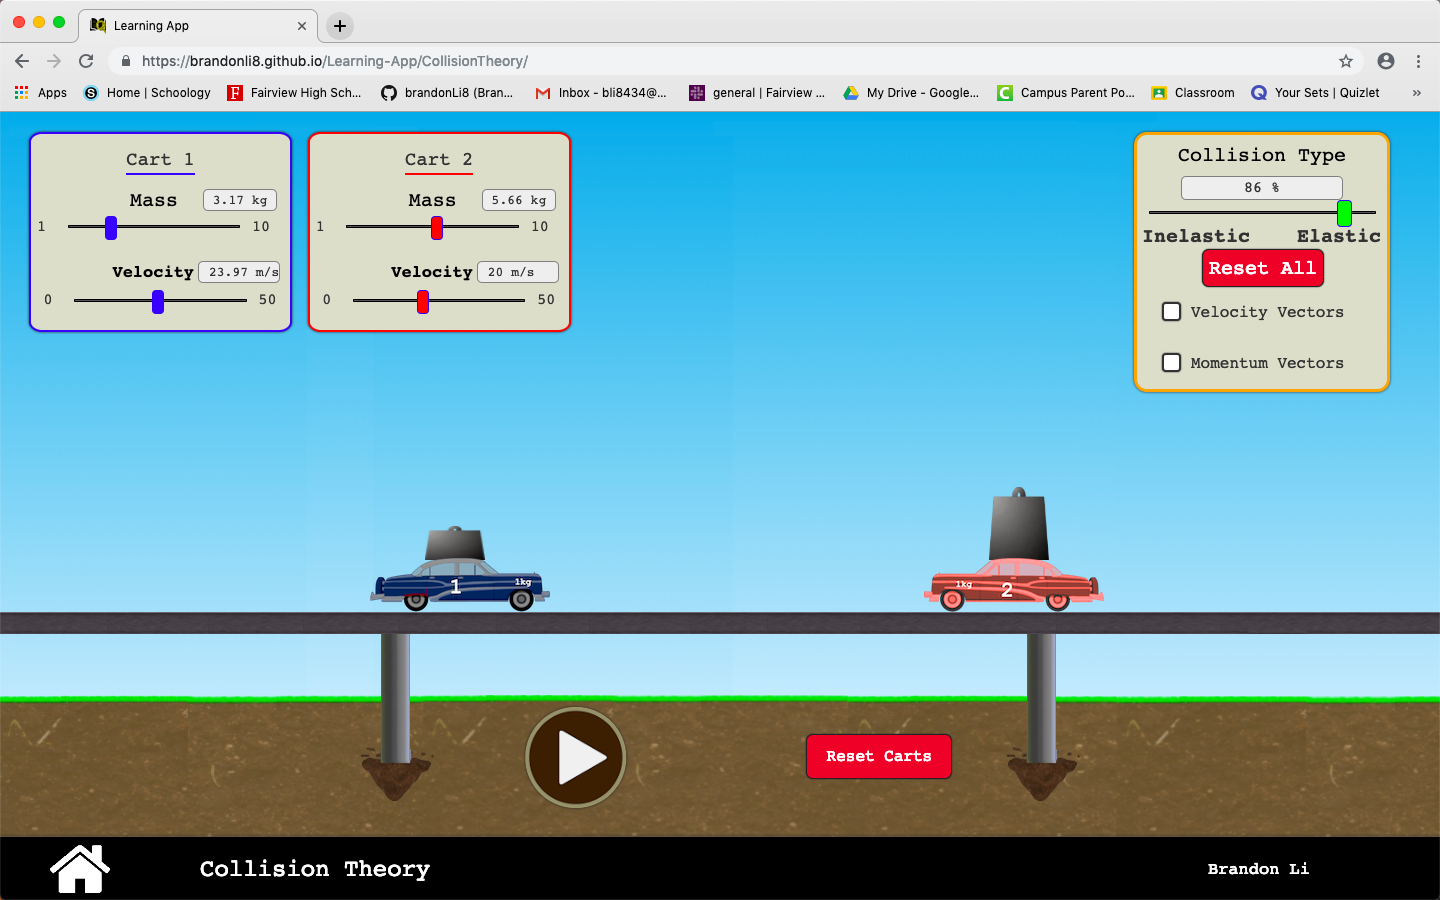 Learning App
https://brandonli8.github.io/Learning-App/CollisionTheory/
Apps Home | Schoology Fairview High Sch... brandonLi8 (Bran... Inbox - bli8434@... general | Fairview ... My Drive - Google... Campus Parent Po... Classroom Your Sets | Quizlet »
Cart 1
Mass 3.17 kg
1 10
Velocity 23.97 m/s
0 50
Cart 2
Mass 5.66 kg
1 10
Velocity 20 m/s
0 50
Collision Type
86 %
Inelastic Elastic
Reset All
Velocity Vectors
Momentum Vectors
1 1kg
1kg 2
Reset Carts
Collision Theory
Brandon Li